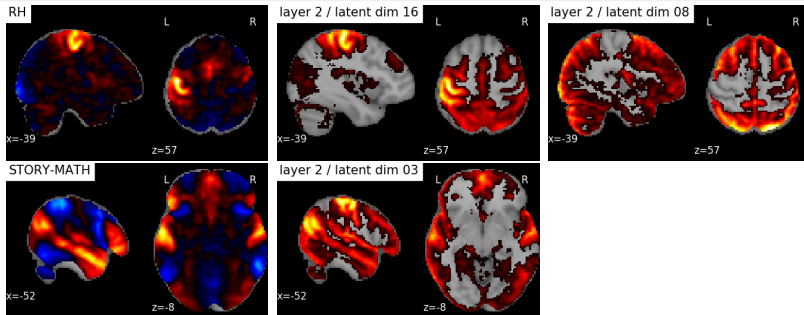 RH
L R
x=-39
z=57
layer 2 / latent dim 16
L R
x=-39
z=57
layer 2 / latent dim 08
L R
x=-39
z=57
STORY-MATH
L R
x=-52
z=-8
layer 2 / latent dim 03
L R
x=-52
z=-8